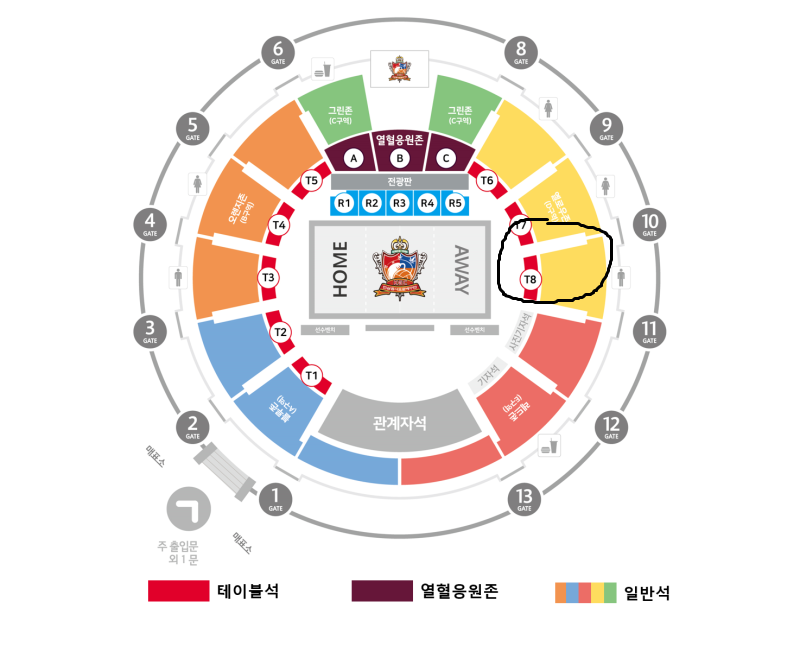 6
GATE
8
GATE
5
GATE
9
GATE
4
GATE
10
GATE
3
GATE
11
GATE
2
GATE
12
GATE
1
GATE
13
GATE
그린존
(C구역)
그린존
(C구역)
열혈응원존
A
B
C
전광판
R1
R2
R3
R4
R5
T5
T6
T4
T7
T3
T8
T2
T1
오렌지존
(B구역)
옐로우존
(D구역)
HOME
AWAY
선수벤치
선수벤치
사진기자석
기자석
관계자석
블루존
(A구역)
레드존
(E구역)
매표소
매표소
주 출입문
외 1 문
테이블석
열혈응원존
일반석